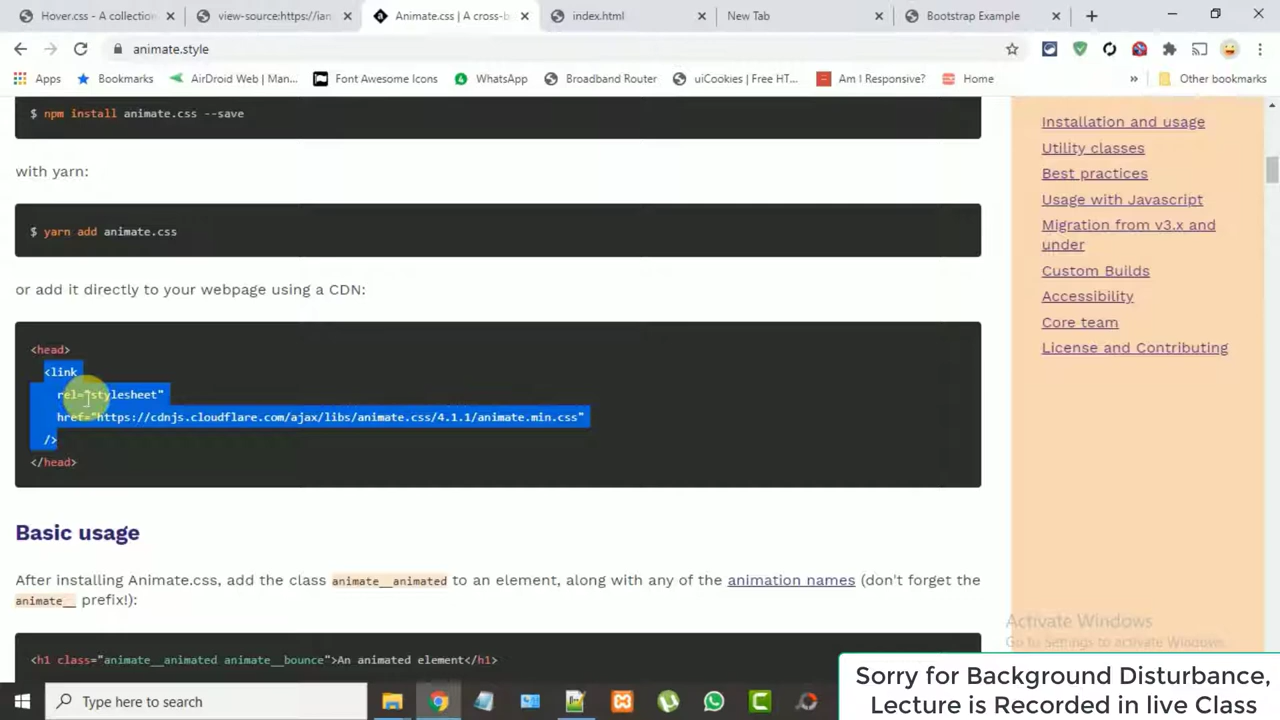 Hover.css - A collection
view-source:https://ian
Animate.css | A cross-b
index.html
New Tab
Bootstrap Example
animate.style
Apps
Bookmarks
AirDroid Web | Man...
Font Awesome Icons
WhatsApp
Broadband Router
uiCookies | Free HT...
Am I Responsive?
Home
»
Other bookmarks
$ npm install animate.css --save
with yarn:
$ yarn add animate.css
or add it directly to your webpage using a CDN:
<head>
<link
rel="stylesheet"
href="https://cdnjs.cloudflare.com/ajax/libs/animate.css/4.1.1/animate.min.css"
/>
</head>
Basic usage
After installing Animate.css, add the class animate__animated to an element, along with any of the animation names (don't forget the
animate__ prefix!):
<h1 class="animate__animated animate__bounce">An animated element</h1>
Installation and usage
Utility classes
Best practices
Usage with Javascript
Migration from v3.x and
under
Custom Builds
Accessibility
Core team
License and Contributing
Activate Windows
Go to Settings to activate Windows.
Type here to search
Sorry for Background Disturbance,
Lecture is Recorded in live Class